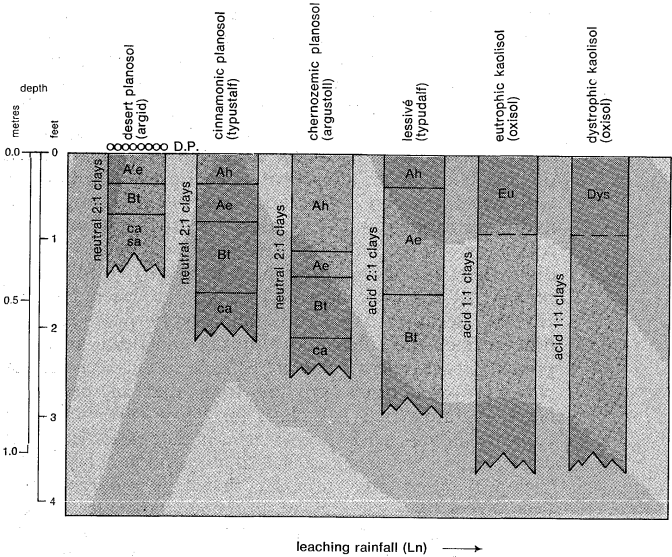 depth
metres
feet
desert planosol
(argid)
cinnamonic planosol
(typustalf)
chernozemic planosol
(argustoll)
lessivé
(typudalf)
eutrophic kaolisol
(oxisol)
dystrophic kaolisol
(oxisol)
D.P.
0.0
0
1
0.5
2
3
1.0
4
neutral 2:1 clays
A/e
Bt
ca
sa
neutral 2:1 clays
Ah
Ae
Bt
ca
neutral 2:1 clays
Ah
Ae
Bt
ca
acid 2:1 clays
Ah
Ae
Bt
acid 1:1 clays
Eu
acid 1:1 clays
Dys
leaching rainfall (Ln)